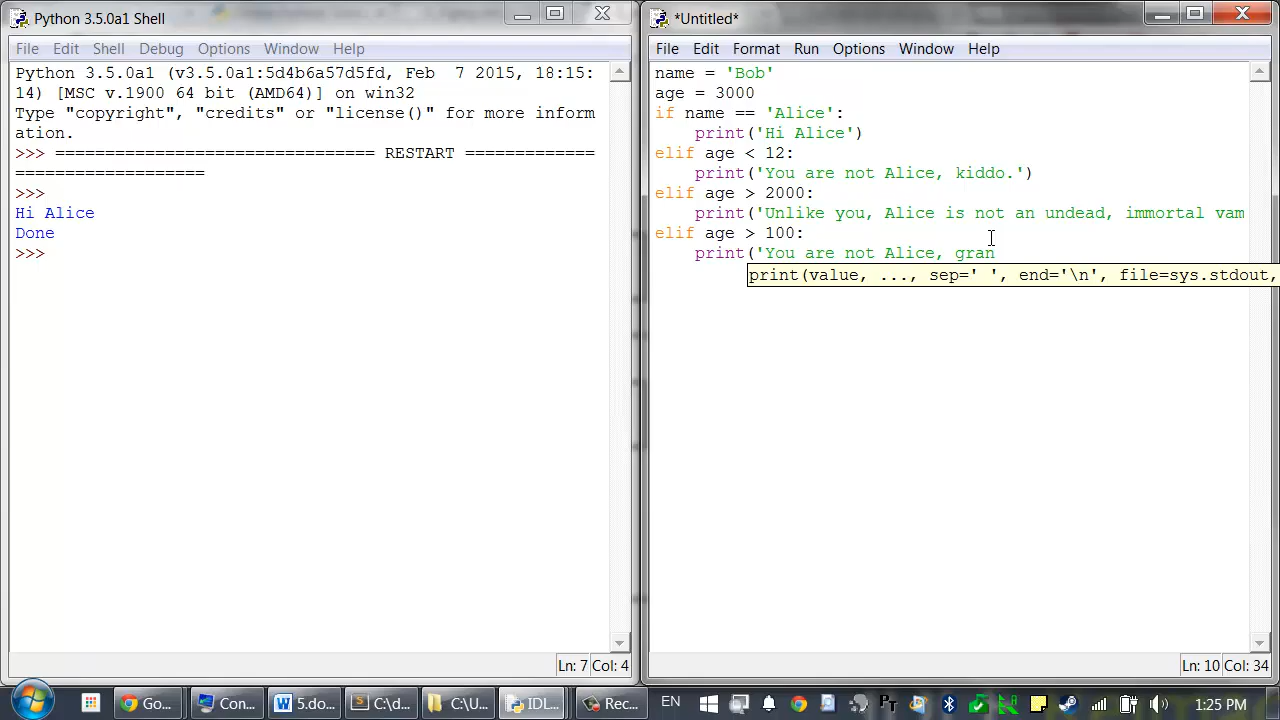 Python 3.5.0a1 Shell
File Edit Shell Debug Options Window Help
Python 3.5.0a1 (v3.5.0a1:5d4b6a57d5fd, Feb  7 2015, 18:15:
14) [MSC v.1900 64 bit (AMD64)] on win32
Type "copyright", "credits" or "license()" for more inform
ation.
>>> ================================ RESTART =============
===================
>>>
Hi Alice
Done
>>>
Ln: 7 Col: 4
*Untitled*
File Edit Format Run Options Window Help
name = 'Bob'
age = 3000
if name == 'Alice':
    print('Hi Alice')
elif age < 12:
    print('You are not Alice, kiddo.')
elif age > 2000:
    print('Unlike you, Alice is not an undead, immortal vam
elif age > 100:
    print('You are not Alice, gran
print(value, ..., sep=' ', end='\n', file=sys.stdout,
Ln: 10 Col: 34
Go... Con... 5.do... C:\d... C:\U... IDL... Rec... EN 1:25 PM